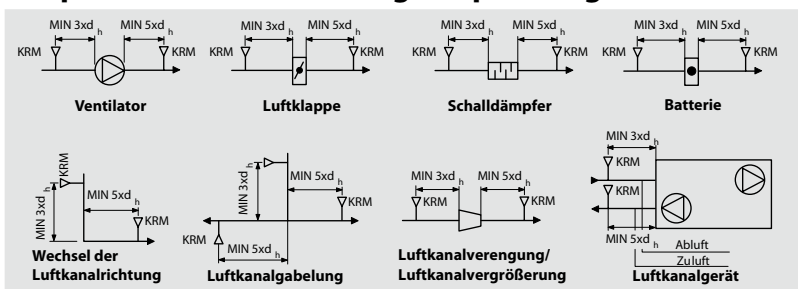 MIN 3xd h MIN 5xd h
KRM KRM
Ventilator
MIN 3xd h MIN 5xd h
KRM KRM
Luftklappe
MIN 3xd h MIN 5xd h
KRM KRM
Schalldämpfer
MIN 3xd h MIN 5xd h
KRM KRM
Batterie
KRM
MIN 3xd h
MIN 5xd h
KRM
Wechsel der
Luftkanalrichtung
MIN 3xd h
MIN 5xd h
KRM
KRM
MIN 5xd h
Luftkanalgabelung
MIN 3xd h MIN 5xd h
KRM KRM
Luftkanalverengung/
Luftkanalvergrößerung
MIN 3xd h
KRM
KRM
MIN 5xd h
Abluft
Zuluft
Luftkanalgerät